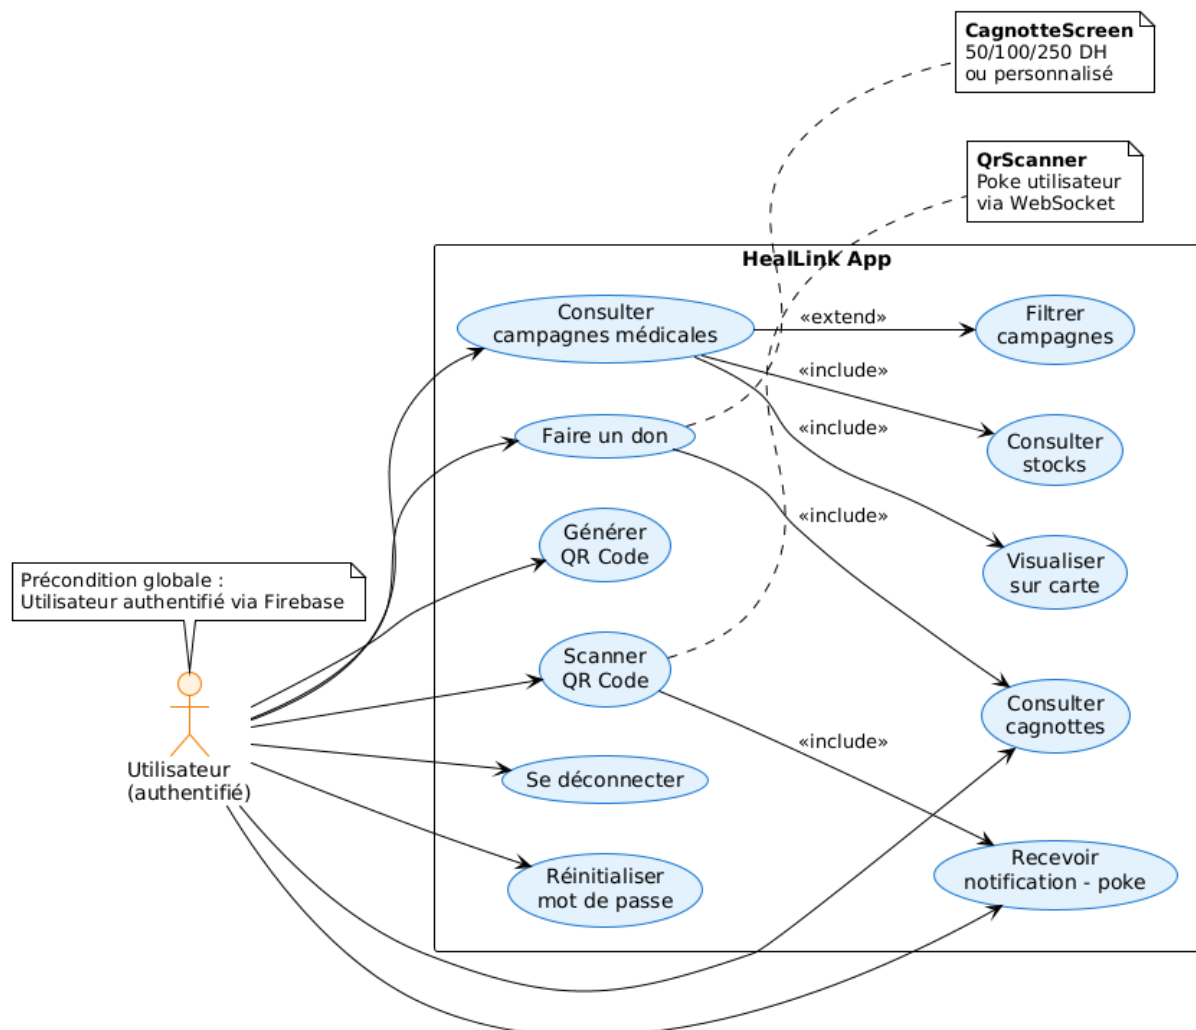 CagnotteScreen
50/100/250 DH
ou personnalisé
QrScanner
Poke utilisateur
via WebSocket
HealLink App
Consulter
campagnes médicales
«extend»
Filtrer
campagnes
«include»
Consulter
stocks
«include»
Faire un don
«include»
Générer
QR Code
Visualiser
sur carte
Précondition globale :
Utilisateur authentifié via Firebase
Scanner
QR Code
Consulter
cagnottes
«include»
Utilisateur
(authentifié)
Se déconnecter
Réinitialiser
mot de passe
Recevoir
notification - poke